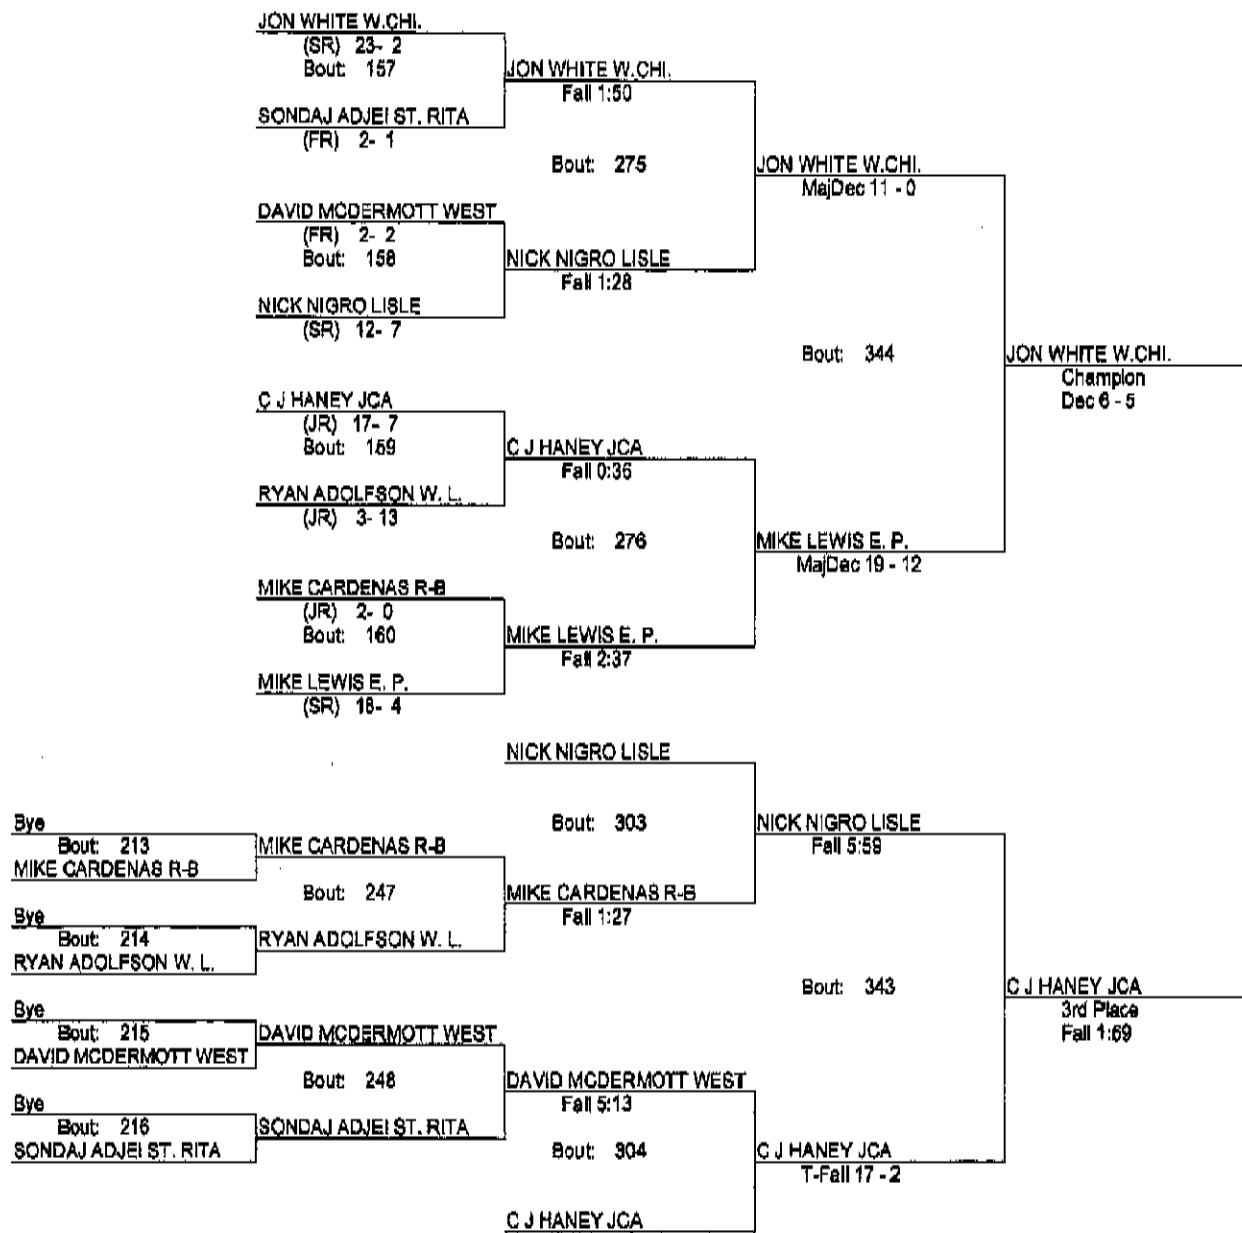 JON WHITE W.CHI.
(SR) 23- 2
Bout: 157
JON WHITE W.CHI.
Fall 1:50
SONDAJ ADJEI ST. RITA
(FR) 2- 1
Bout: 275
JON WHITE W.CHI.
MajDec 11 - 0
DAVID MCDERMOTT WEST
(FR) 2- 2
Bout: 158
NICK NIGRO LISLE
Fall 1:28
NICK NIGRO LISLE
(SR) 12- 7
Bout: 344
JON WHITE W.CHI.
Champion
Dec 6 - 5
C J HANEY JCA
(JR) 17- 7
Bout: 159
C J HANEY JCA
Fall 0:35
RYAN ADOLFSON W. L.
(JR) 3- 13
Bout: 276
MIKE LEWIS E. P.
MajDec 19 - 12
MIKE CARDENAS R-B
(JR) 2- 0
Bout: 160
MIKE LEWIS E. P.
Fall 2:37
MIKE LEWIS E. P.
(SR) 18- 4
NICK NIGRO LISLE
Bye
Bout: 213
MIKE CARDENAS R-B
MIKE CARDENAS R-B
Bout: 303
NICK NIGRO LISLE
Fall 5:59
Bout: 247
MIKE CARDENAS R-B
Fall 1:27
Bye
Bout: 214
RYAN ADOLFSON W. L.
RYAN ADOLFSON W. L.
Bout: 343
C J HANEY JCA
3rd Place
Fall 1:59
Bye
Bout: 215
DAVID MCDERMOTT WEST
DAVID MCDERMOTT WEST
Bout: 248
DAVID MCDERMOTT WEST
Fall 5:13
Bye
Bout: 216
SONDAJ ADJEI ST. RITA
SONDAJ ADJEI ST. RITA
Bout: 304
C J HANEY JCA
T-Fall 17 - 2
C J HANEY JCA